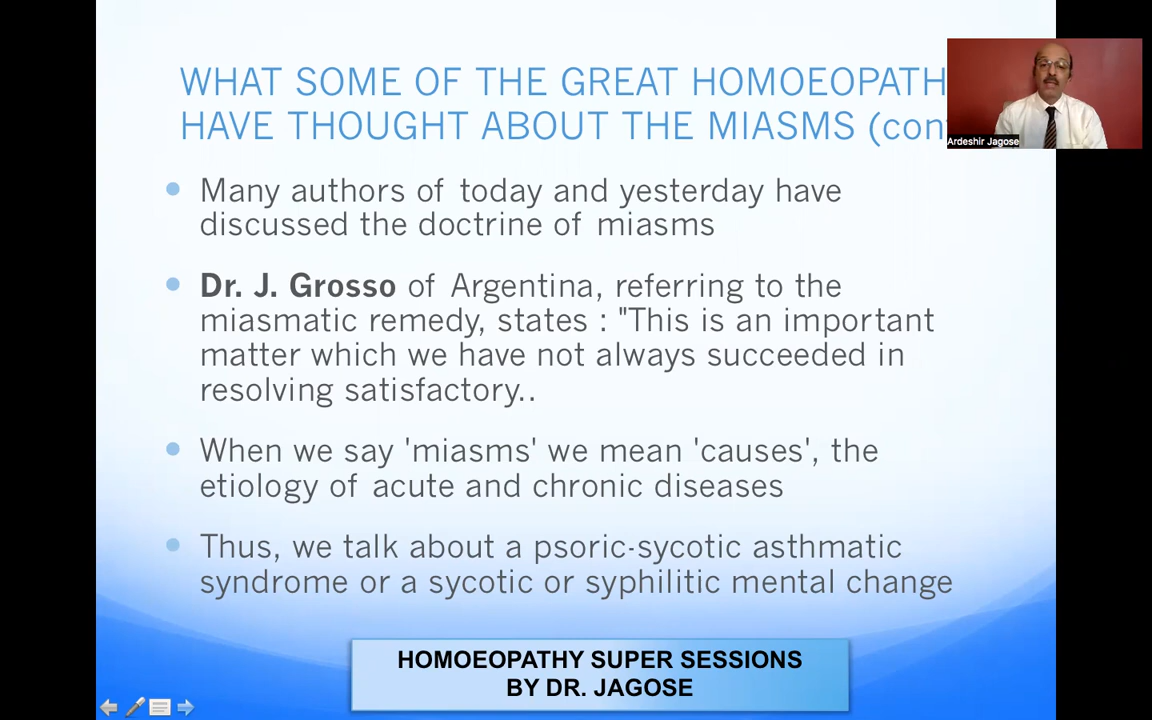 WHAT SOME OF THE GREAT HOMOEOPATH
HAVE THOUGHT ABOUT THE MIASMS (con
Ardeshir Jagose
Many authors of today and yesterday have
discussed the doctrine of miasms
Dr. J. Grosso of Argentina, referring to the
miasmatic remedy, states : "This is an important
matter which we have not always succeeded in
resolving satisfactory..
When we say 'miasms' we mean 'causes', the
etiology of acute and chronic diseases
Thus, we talk about a psoric-sycotic asthmatic
syndrome or a sycotic or syphilitic mental change
HOMOEOPATHY SUPER SESSIONS
BY DR. JAGOSE